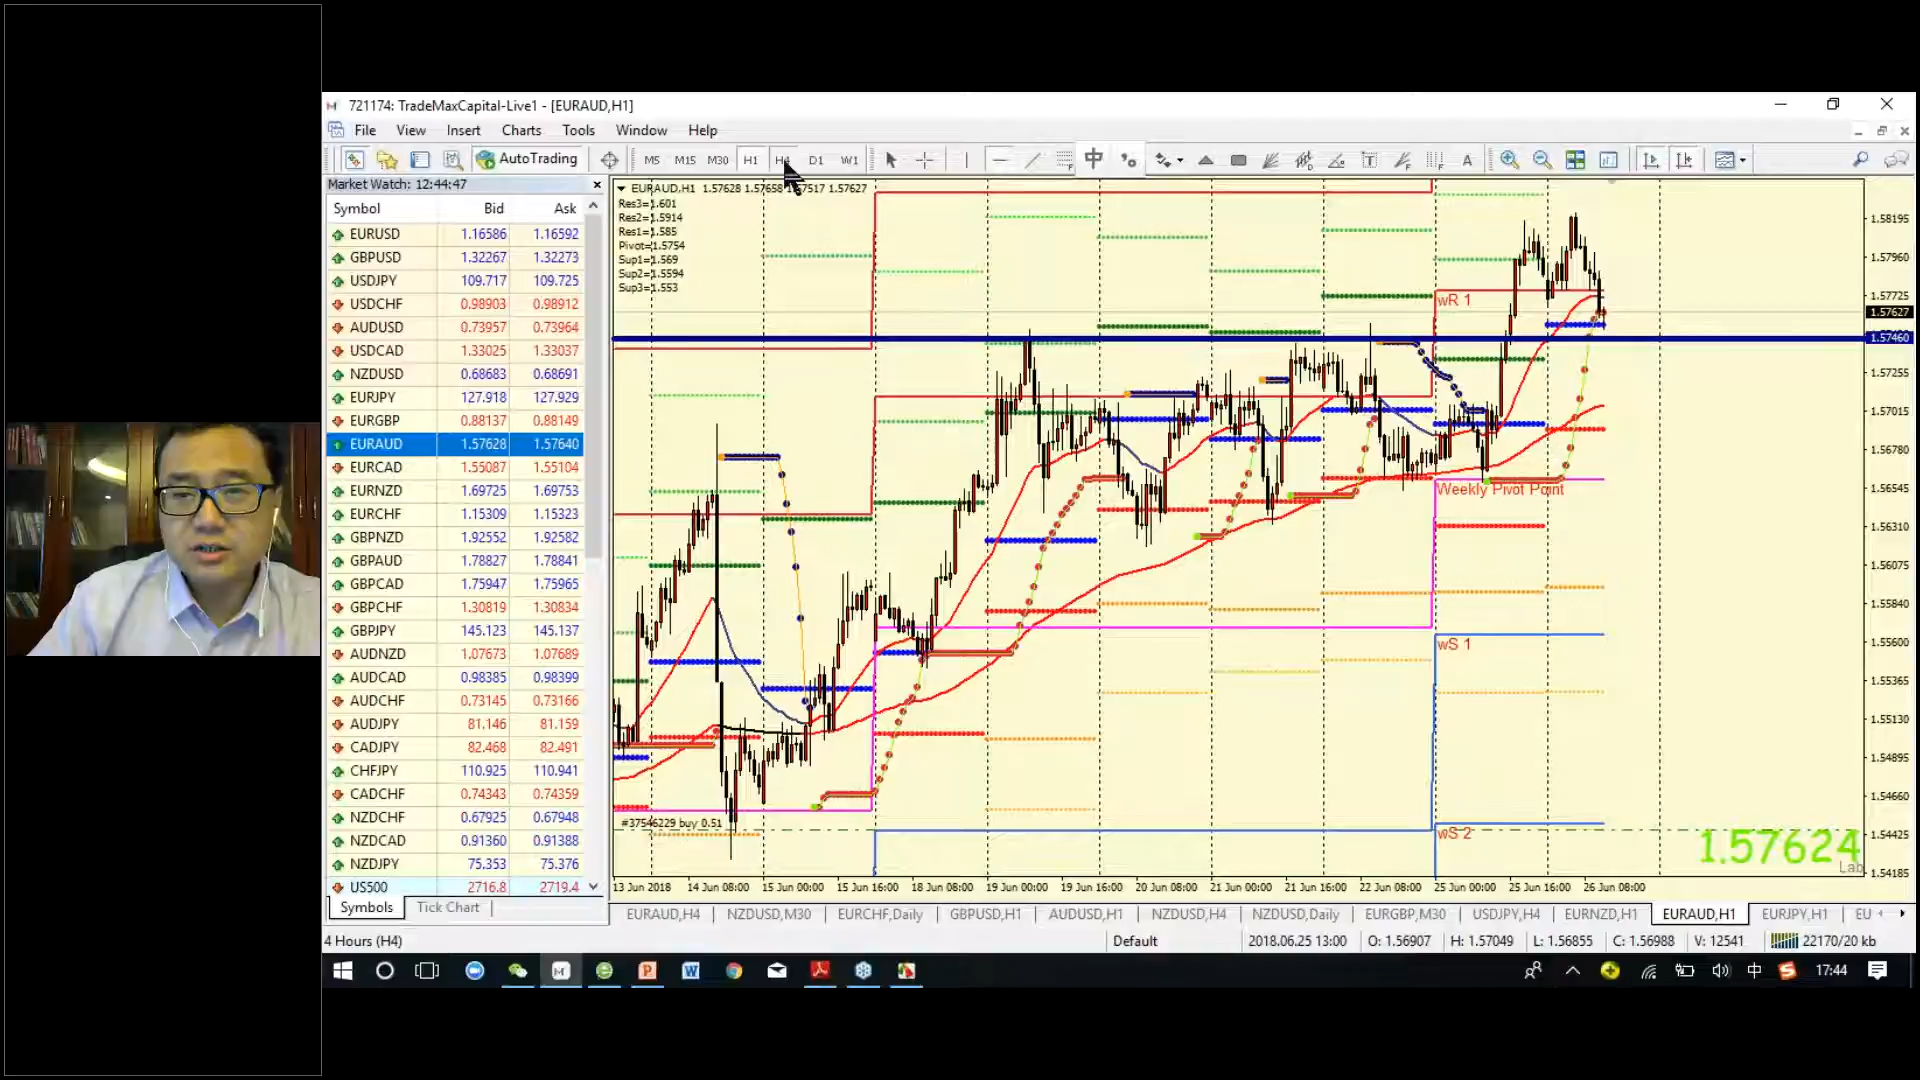 721174: TradeMaxCapital-Live1 - [EURAUD,H1]
File View Insert Charts Tools Window Help
AutoTrading M5 M15 M30 H1 H4 D1 W1 中 A
Market Watch: 12:44:47
Symbol Bid Ask
EURUSD 1.16586 1.16592
GBPUSD 1.32267 1.32273
USDJPY 109.717 109.725
USDCHF 0.98903 0.98912
AUDUSD 0.73957 0.73964
USDCAD 1.33025 1.33037
NZDUSD 0.68683 0.68691
EURJPY 127.918 127.929
EURGBP 0.88137 0.88149
EURAUD 1.57628 1.57640
EURCAD 1.55087 1.55104
EURNZD 1.69725 1.69753
EURCHF 1.15309 1.15323
GBPNZD 1.92552 1.92582
GBPAUD 1.78827 1.78841
GBPCAD 1.75947 1.75965
GBPCHF 1.30819 1.30834
GBPJPY 145.123 145.137
AUDNZD 1.07673 1.07689
AUDCAD 0.98385 0.98399
AUDCHF 0.73145 0.73166
AUDJPY 81.146 81.159
CADJPY 82.468 82.491
CHFJPY 110.925 110.941
CADCHF 0.74343 0.74359
NZDCHF 0.67925 0.67948
NZDCAD 0.91360 0.91388
NZDJPY 75.353 75.376
US500 2716.8 2719.4
Symbols Tick Chart
EURAUD,H1 1.57628 1.57658 1.57517 1.57627
Res3=1.601
Res2=1.5914
Res1=1.585
Pivot=1.5754
Sup1=1.569
Sup2=1.5594
Sup3=1.553
wR 1
Weekly Pivot Point
wS 1
wS 2
#37546229 buy 0.51
1.57624
Lab
1.58195
1.57960
1.57725
1.57627
1.57460
1.57255
1.57015
1.56780
1.56545
1.56310
1.56075
1.55840
1.55600
1.55365
1.55130
1.54895
1.54660
1.54425
1.54185
13 Jun 2018 14 Jun 08:00 15 Jun 00:00 15 Jun 16:00 18 Jun 08:00 19 Jun 00:00 19 Jun 16:00 20 Jun 08:00 21 Jun 00:00 21 Jun 16:00 22 Jun 08:00 25 Jun 00:00 25 Jun 16:00 26 Jun 08:00
EURAUD,H4 NZDUSD,M30 EURCHF,Daily GBPUSD,H1 AUDUSD,H1 NZDUSD,H4 NZDUSD,Daily EURGBP,M30 USDJPY,H4 EURNZD,H1 EURAUD,H1 EURJPY,H1 EU
4 Hours (H4) Default 2018.06.25 13:00 O: 1.56907 H: 1.57049 L: 1.56855 C: 1.56988 V: 12541 22170/20 kb
中 17:44